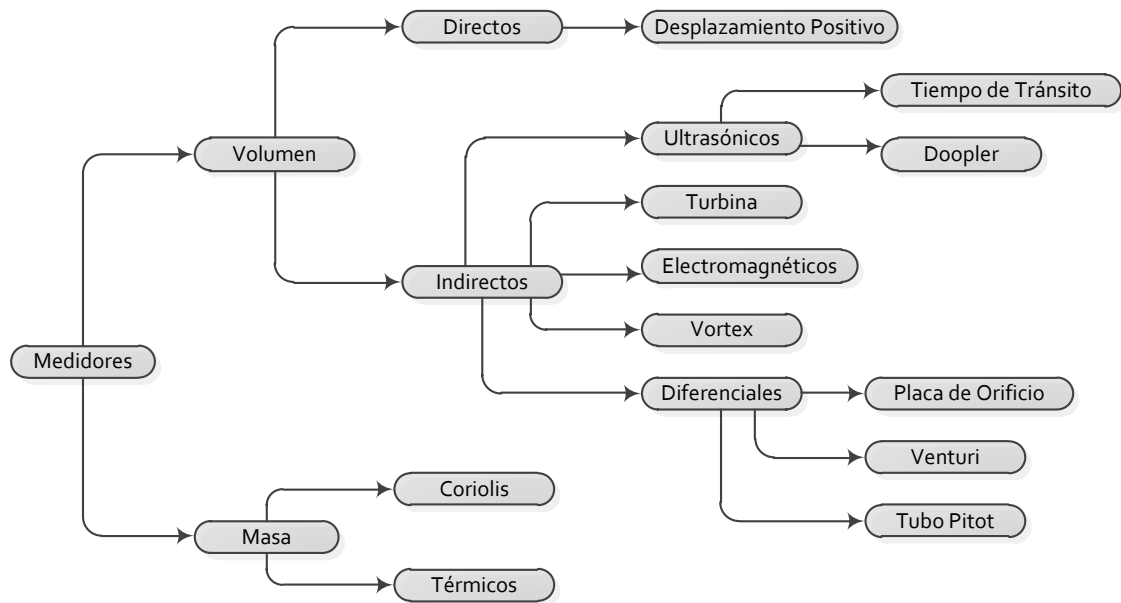 Directos
Desplazamiento Positivo
Tiempo de Tránsito
Ultrasónicos
Volumen
Doopler
Turbina
Electromagnéticos
Indirectos
Vortex
Medidores
Diferenciales
Placa de Orificio
Venturi
Coriolis
Tubo Pitot
Masa
Térmicos